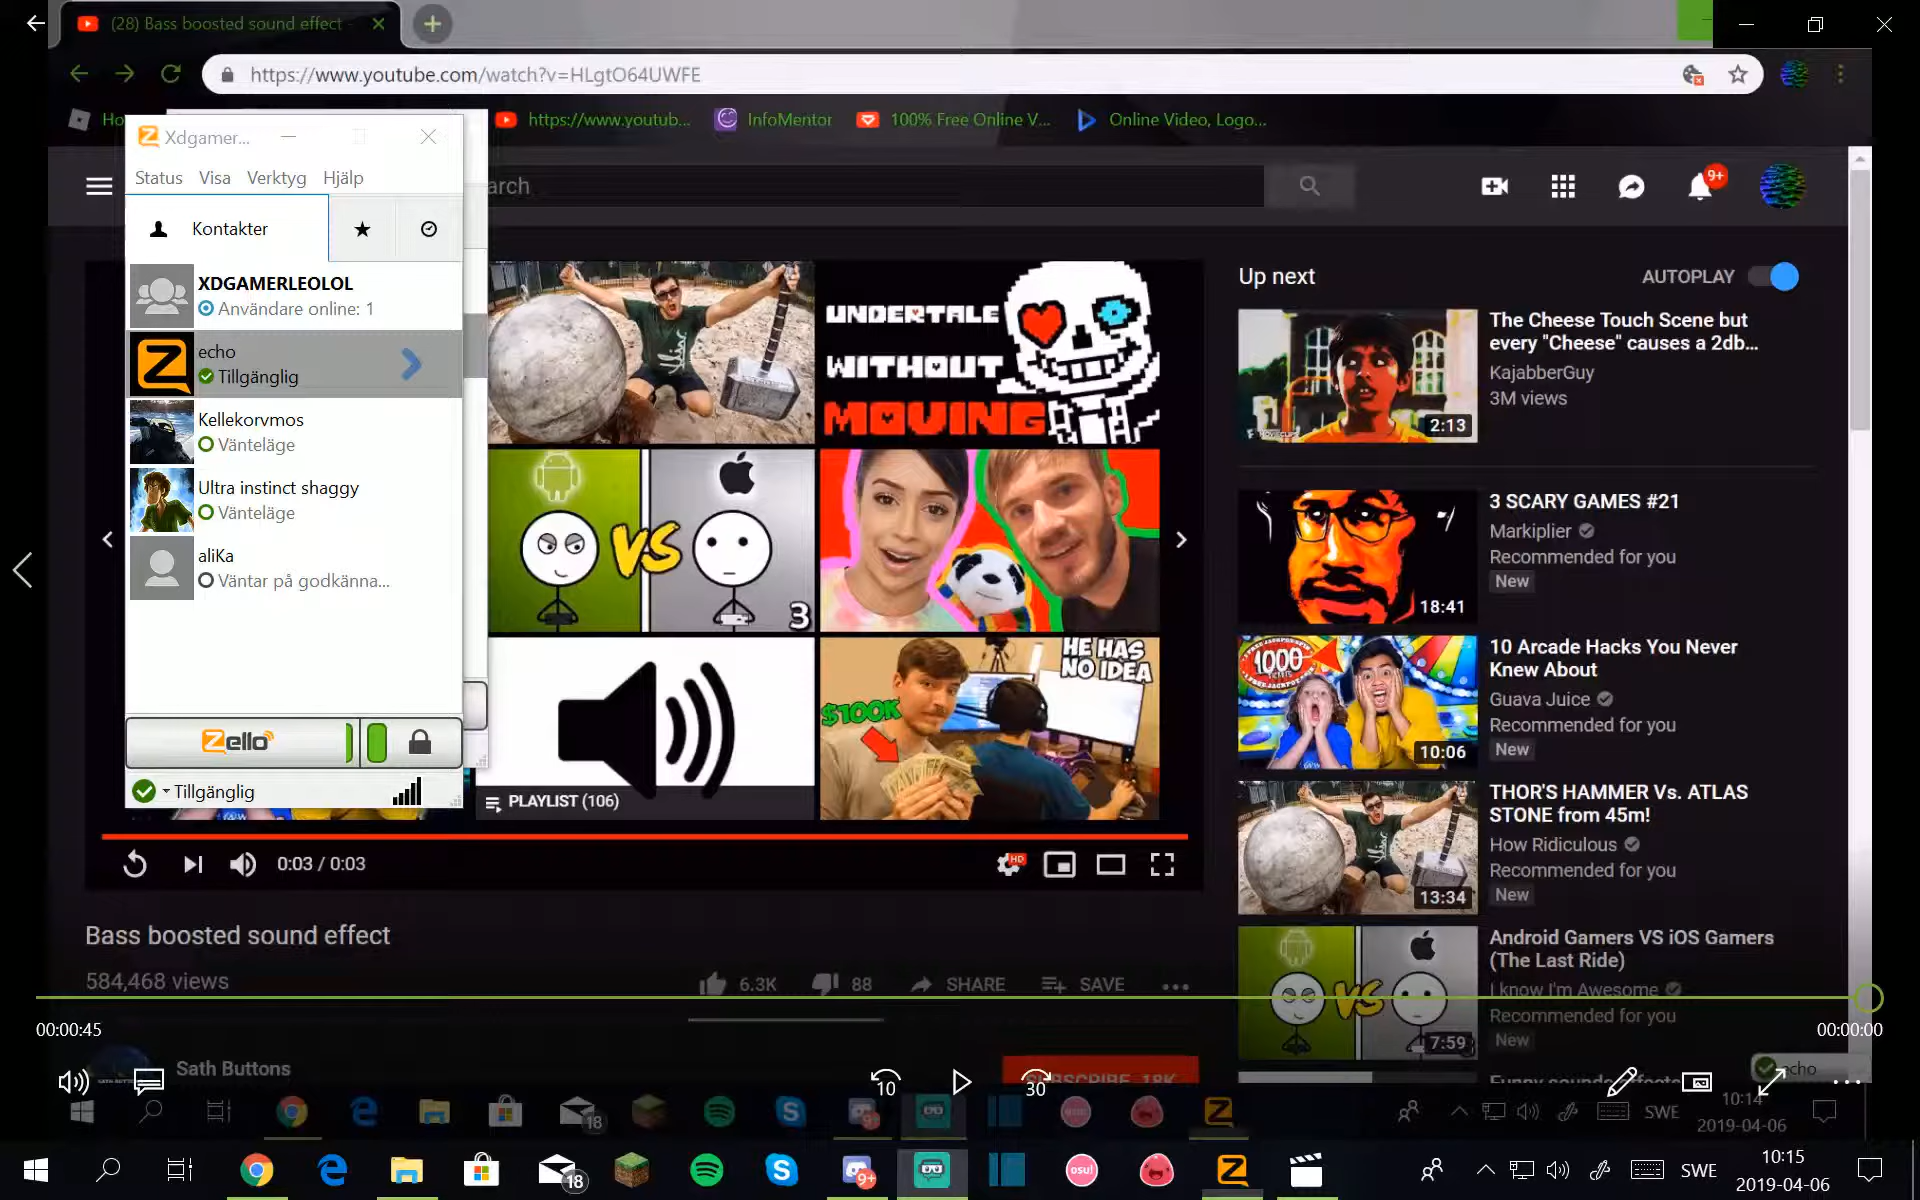 (28) Bass boosted sound effect -
https://www.youtube.com/watch?v=HLgtO64UWFE
https://www.youtub...
InfoMentor
100% Free Online V...
Online Video, Logo...
Xdgamer...
Status Visa Verktyg Hjälp
Kontakter
XDGAMERLEOLOL
Användare online: 1
echo
Tillgänglig
Kellekorvmos
Vänteläge
Ultra instinct shaggy
Vänteläge
aliKa
Väntar på godkänna...
Zello
Tillgänglig
9+
UNDERTALE
WITHOUT
MOVING
VS
3
HE HAS
NO IDEA
$100K
PLAYLIST (106)
0:03 / 0:03
HD
Bass boosted sound effect
584,468 views
6.3K
88
SHARE
SAVE
Sath Buttons
SUBSCRIBE 18K
Up next
AUTOPLAY
The Cheese Touch Scene but
every "Cheese" causes a 2db...
KajabberGuy
3M views
2:13
3 SCARY GAMES #21
Markiplier
Recommended for you
New
18:41
10 Arcade Hacks You Never
Knew About
Guava Juice
Recommended for you
New
1000
10:06
THOR'S HAMMER Vs. ATLAS
STONE from 45m!
How Ridiculous
Recommended for you
New
13:34
Android Gamers VS iOS Gamers
(The Last Ride)
I know I'm Awesome
Recommended for you
New
VS
7:59
echo
00:00:45
00:00:00
10
30
18
SWE
10:14
2019-04-06
18
9+
osu!
SWE
10:15
2019-04-06